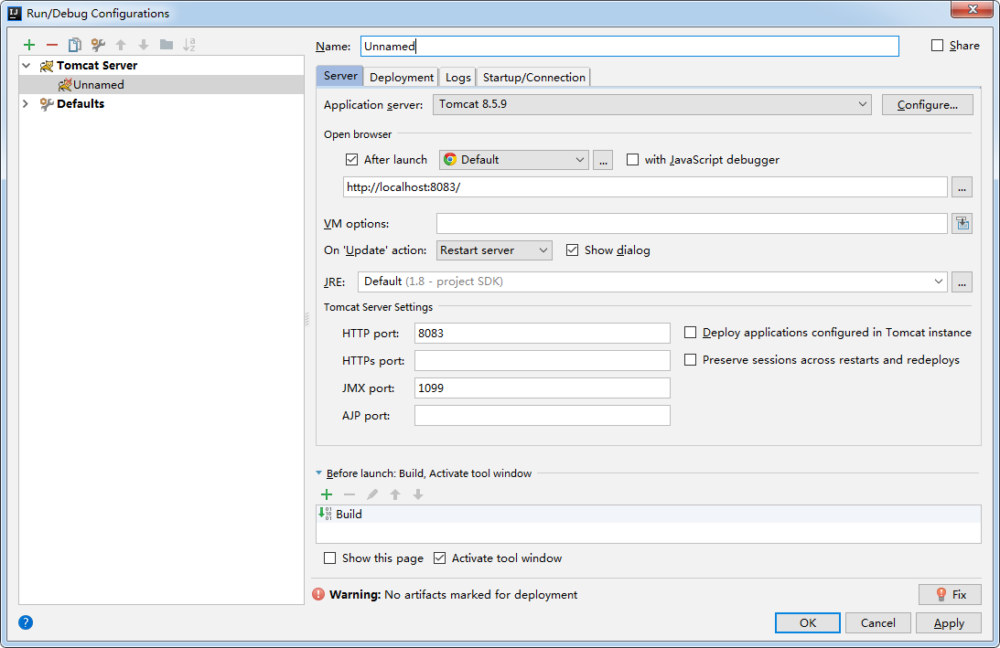 Run/Debug Configurations
Name: Unnamed
Share
Tomcat Server
Unnamed
Defaults
Server Deployment Logs Startup/Connection
Application server: Tomcat 8.5.9 Configure...
Open browser
After launch Default ... with JavaScript debugger
http://localhost:8083/ ...
VM options:
On 'Update' action: Restart server Show dialog
JRE: Default (1.8 - project SDK) ...
Tomcat Server Settings
HTTP port: 8083 Deploy applications configured in Tomcat instance
HTTPs port: Preserve sessions across restarts and redeploys
JMX port: 1099
AJP port:
Before launch: Build, Activate tool window
Build
Show this page Activate tool window
Warning: No artifacts marked for deployment Fix
OK Cancel Apply